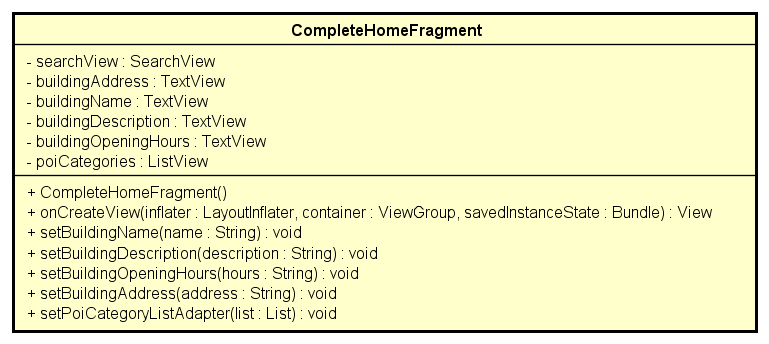 CompleteHomeFragment
- searchView : SearchView
- buildingAddress : TextView
- buildingName : TextView
- buildingDescription : TextView
- buildingOpeningHours : TextView
- poiCategories : ListView
+ CompleteHomeFragment()
+ onCreateView(inflater : LayoutInflater, container : ViewGroup, savedInstanceState : Bundle) : View
+ setBuildingName(name : String) : void
+ setBuildingDescription(description : String) : void
+ setBuildingOpeningHours(hours : String) : void
+ setBuildingAddress(address : String) : void
+ setPoiCategoryListAdapter(list : List) : void